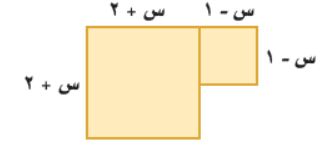 س + ٢
س - ١
س - ١
س + ٢